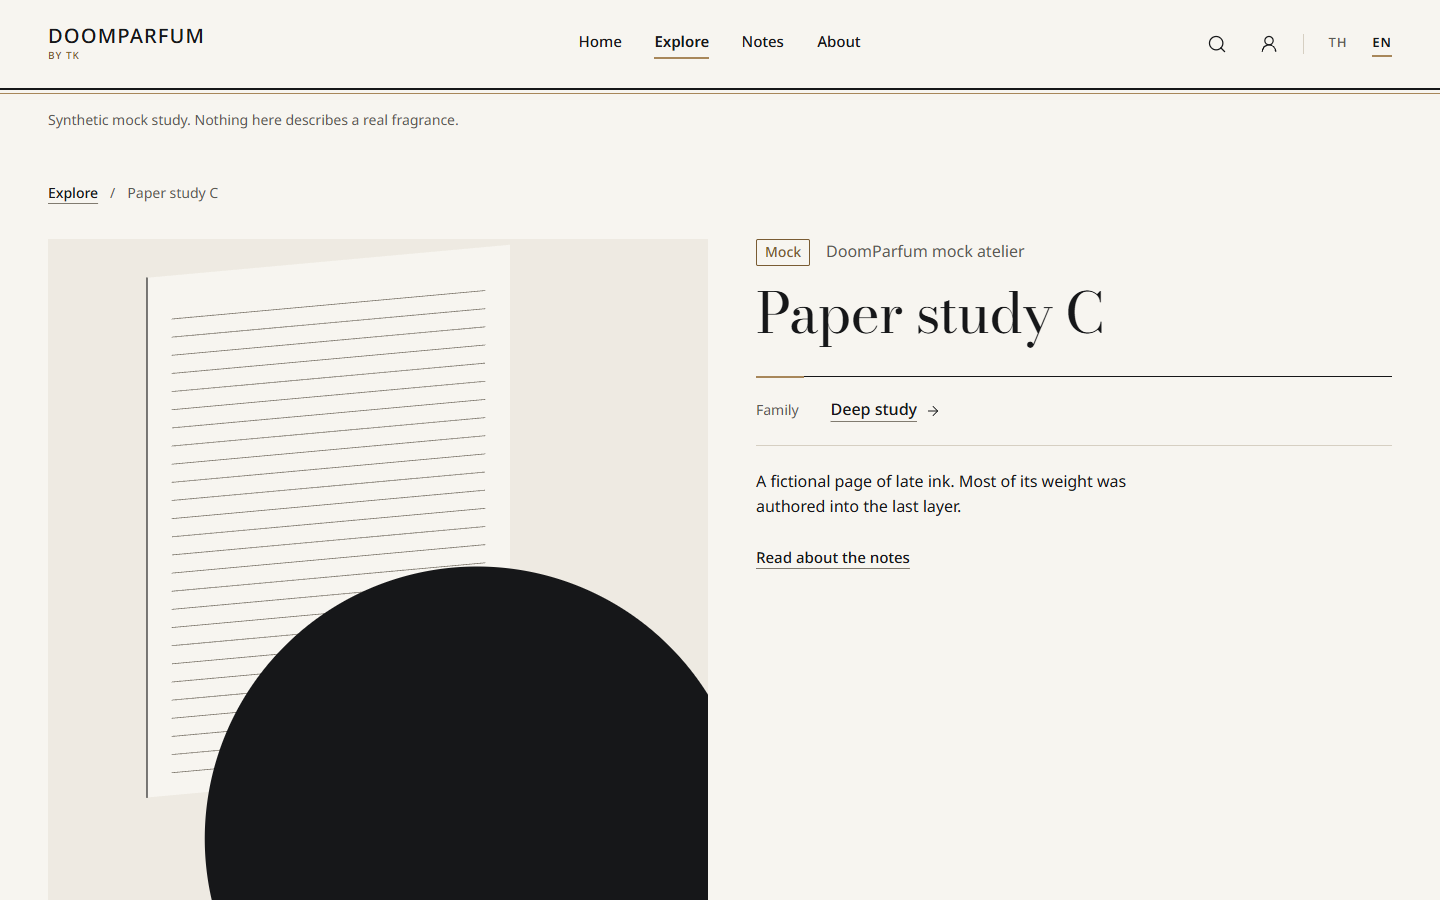 DOOMPARFUM
BY TK
Home
Explore
Notes
About
TH
EN
Synthetic mock study. Nothing here describes a real fragrance.
Explore / Paper study C
Mock
DoomParfum mock atelier
Paper study C
Family
Deep study →
A fictional page of late ink. Most of its weight was
authored into the last layer.
Read about the notes